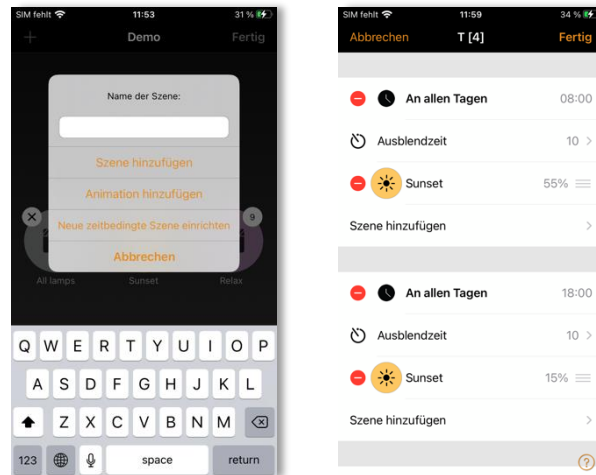 SIM fehlt 11:53 31 %
Demo Fertig
Name der Szene:
Szene hinzufügen
Animation hinzufügen
Neue zeitbedingte Szene einrichten
Abbrechen
9
All lamps Sunset Relax
Q W E R T Y U I O P
A S D F G H J K L
Z X C V B N M
123 space return
SIM fehlt 11:59 34 %
Abbrechen T [4] Fertig
An allen Tagen 08:00
Ausblendzeit 10
Sunset 55%
Szene hinzufügen
An allen Tagen 18:00
Ausblendzeit 10
Sunset 15%
Szene hinzufügen
?